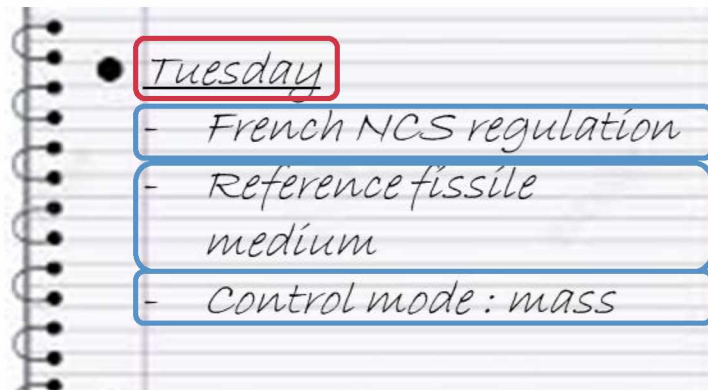 • Tuesday
- French NCS regulation
- Reference fissile
medium
- Control mode : mass